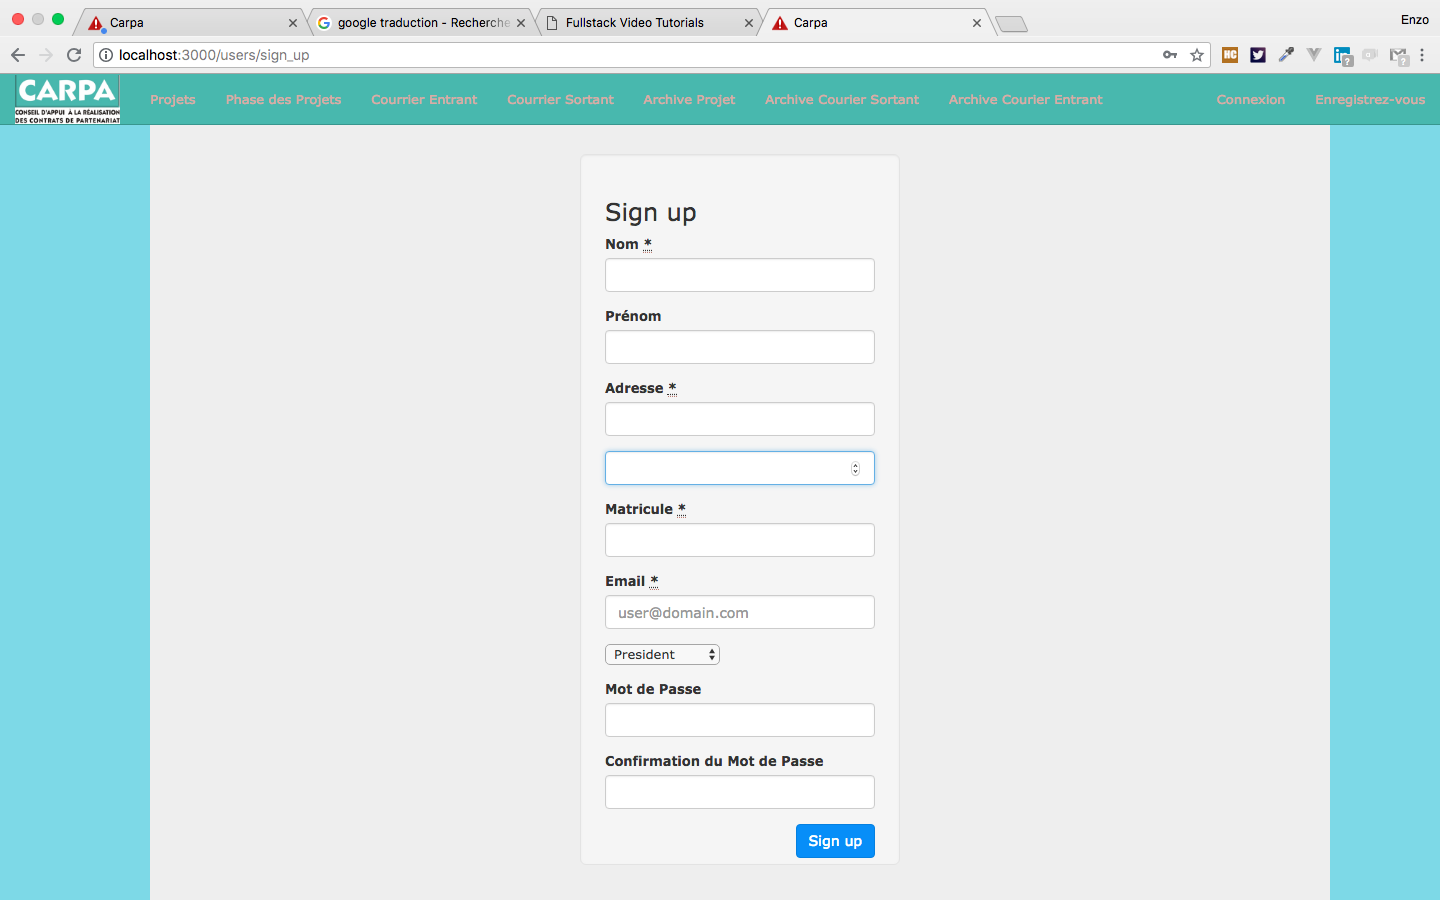 Carpa
google traduction - Recherche
Fullstack Video Tutorials
Carpa
Enzo
localhost:3000/users/sign_up
HC
CARPA
CONSEIL D'APPUI À LA RÉALISATION
DES CONTRATS DE PARTENARIAT
Projets
Phase des Projets
Courrier Entrant
Courrier Sortant
Archive Projet
Archive Courier Sortant
Archive Courier Entrant
Connexion
Enregistrez-vous
Sign up
Nom *
Prénom
Adresse *
Matricule *
Email *
user@domain.com
President
Mot de Passe
Confirmation du Mot de Passe
Sign up